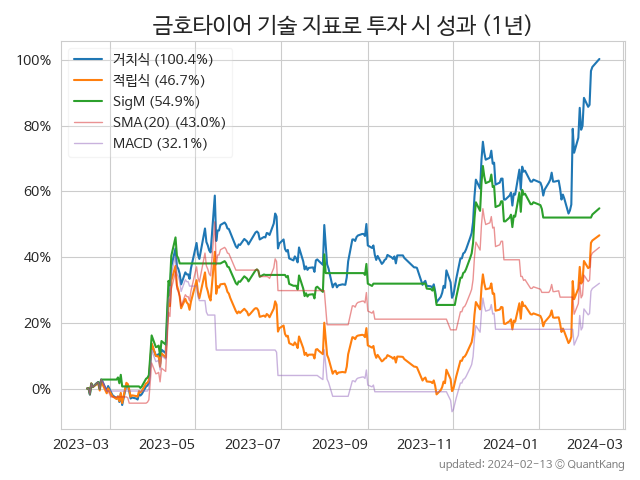 금호타이어 기술 지표로 투자 시 성과 (1년)
거치식 (100.4%)
적립식 (46.7%)
SigM (54.9%)
SMA(20) (43.0%)
MACD (32.1%)
100%
80%
60%
40%
20%
0%
2023-03 2023-05 2023-07 2023-09 2023-11 2024-01 2024-03
updated: 2024-02-13 © QuantKang